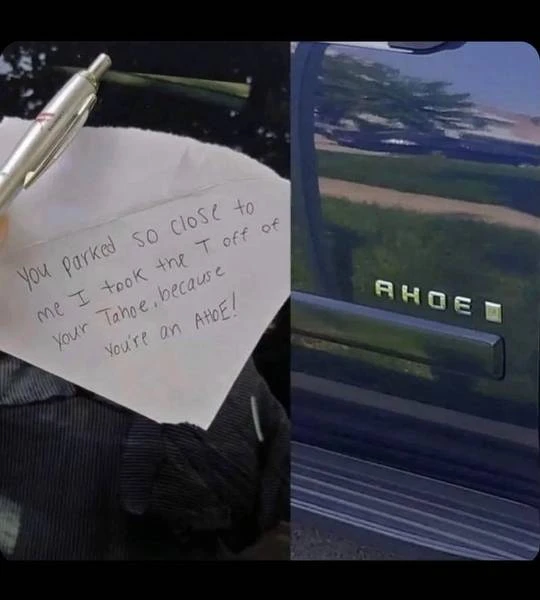 You parked so close to
me I took the T off of
your Tahoe, because
you're an AHOE!
AHOE